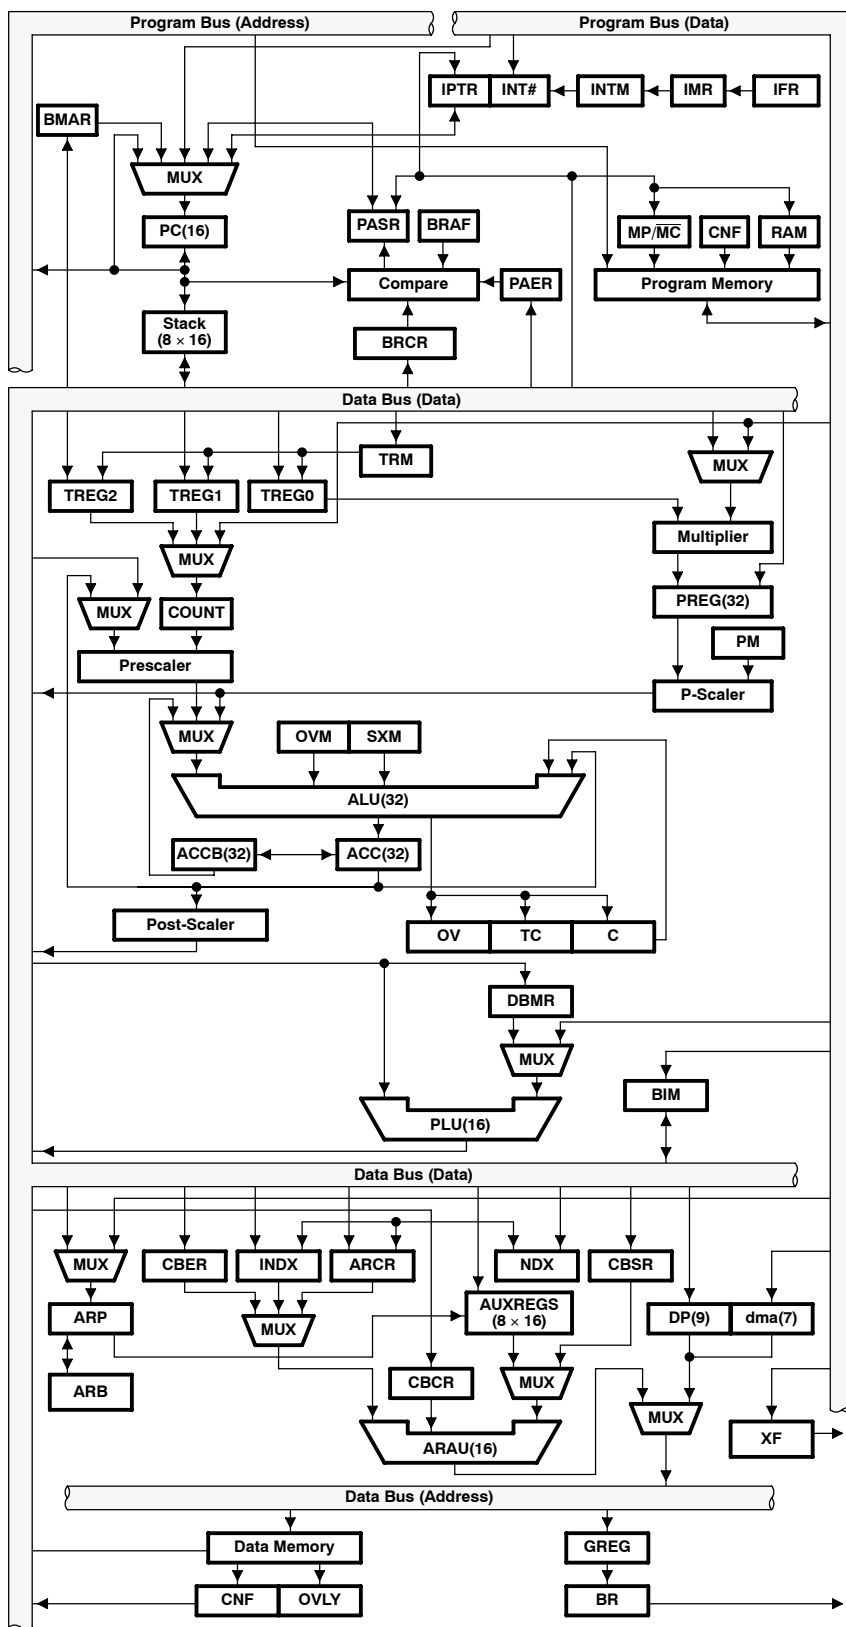 Program Bus (Address)
Program Bus (Data)
IPTR
INT#
INTM
IMR
IFR
BMAR
MUX
PC(16)
PASR
BRAF
MP/M̅C̅
CNF
RAM
Compare
PAER
Program Memory
Stack
(8 × 16)
BRCR
Data Bus (Data)
TRM
MUX
TREG2
TREG1
TREG0
Multiplier
MUX
MUX
COUNT
PREG(32)
PM
Prescaler
P-Scaler
MUX
OVM
SXM
ALU(32)
ACCB(32)
ACC(32)
Post-Scaler
OV
TC
C
DBMR
MUX
BIM
PLU(16)
Data Bus (Data)
MUX
CBER
INDX
ARCR
NDX
CBSR
ARP
MUX
AUXREGS
(8 × 16)
DP(9)
dma(7)
ARB
CBCR
MUX
MUX
XF
ARAU(16)
Data Bus (Address)
Data Memory
GREG
CNF
OVLY
BR